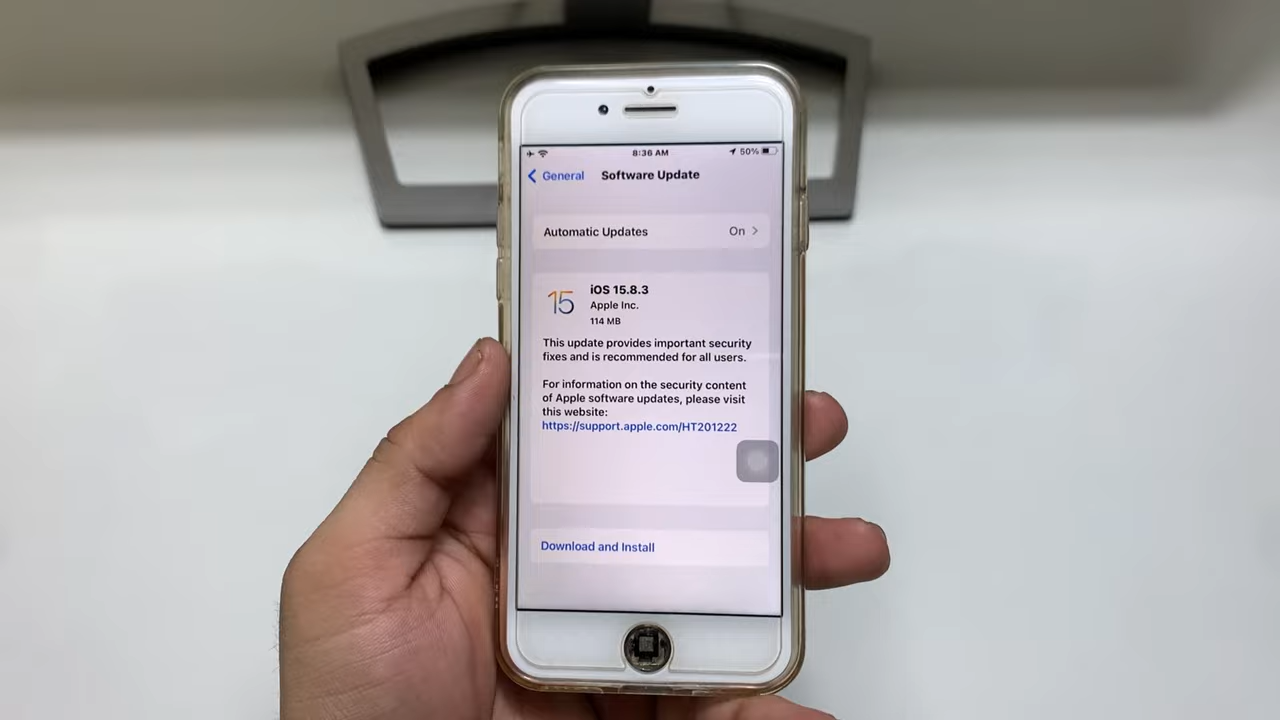 8:36 AM
50%
General
Software Update
Automatic Updates
On
15
iOS 15.8.3
Apple Inc.
114 MB
This update provides important security
fixes and is recommended for all users.
For information on the security content
of Apple software updates, please visit
this website:
https://support.apple.com/HT201222
Download and Install